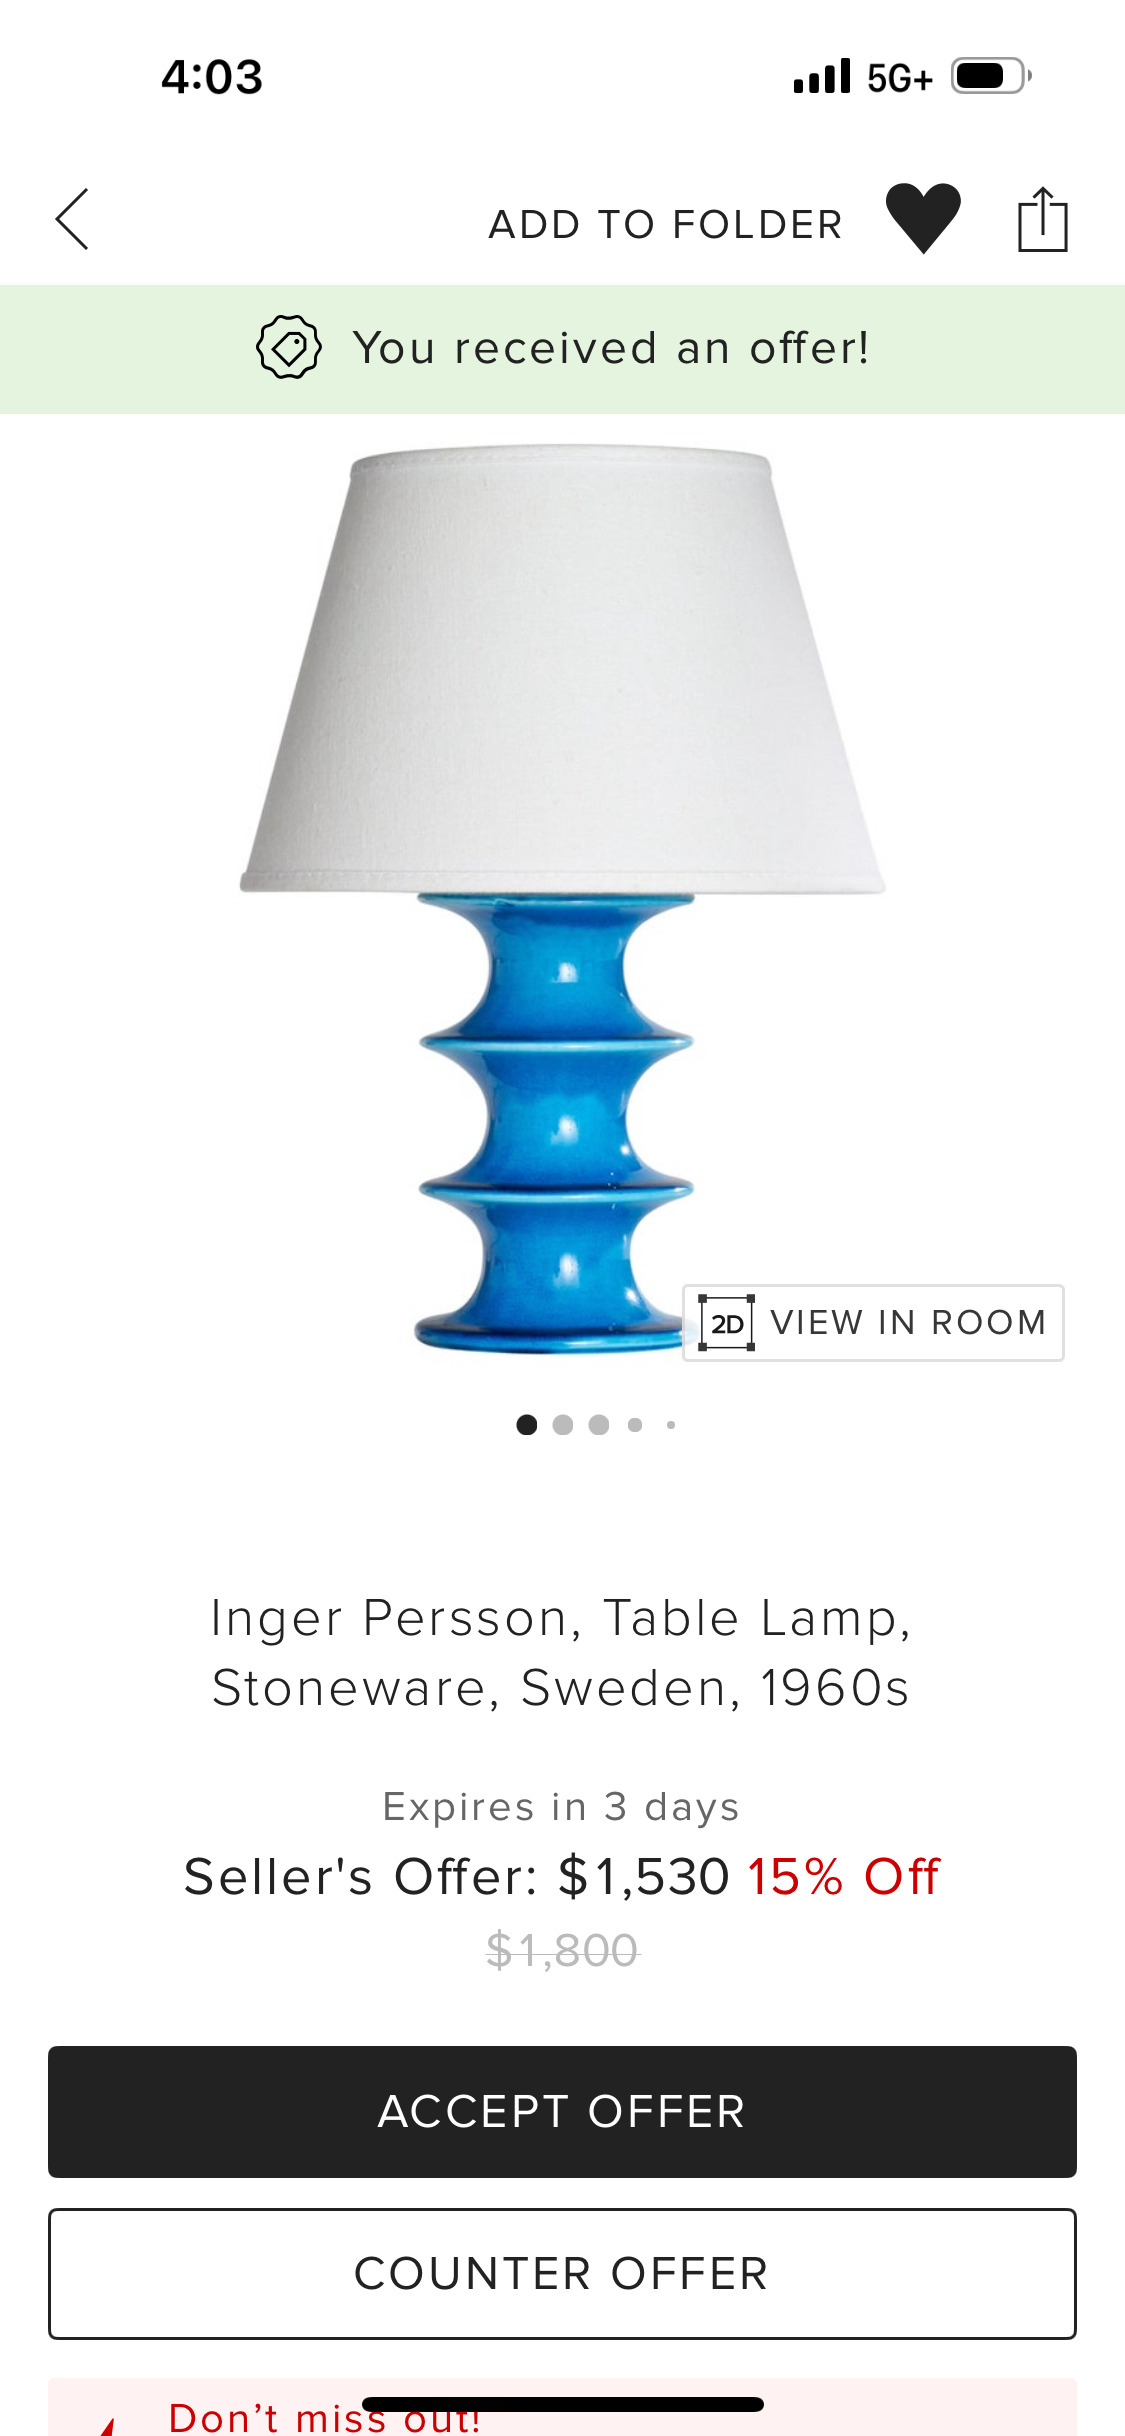 4:03
5G+
ADD TO FOLDER
You received an offer!
2D VIEW IN ROOM
Inger Persson, Table Lamp,
Stoneware, Sweden, 1960s
Expires in 3 days
Seller's Offer: $1,530 15% Off
$1,800
ACCEPT OFFER
COUNTER OFFER
Don’t miss out!